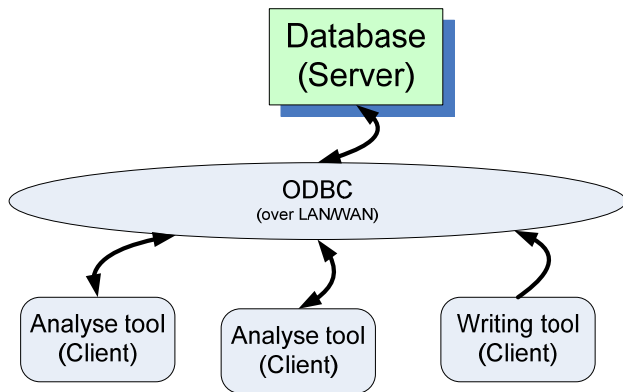 Database
(Server)
ODBC
(over LAN/WAN)
Analyse tool
(Client)
Analyse tool
(Client)
Writing tool
(Client)